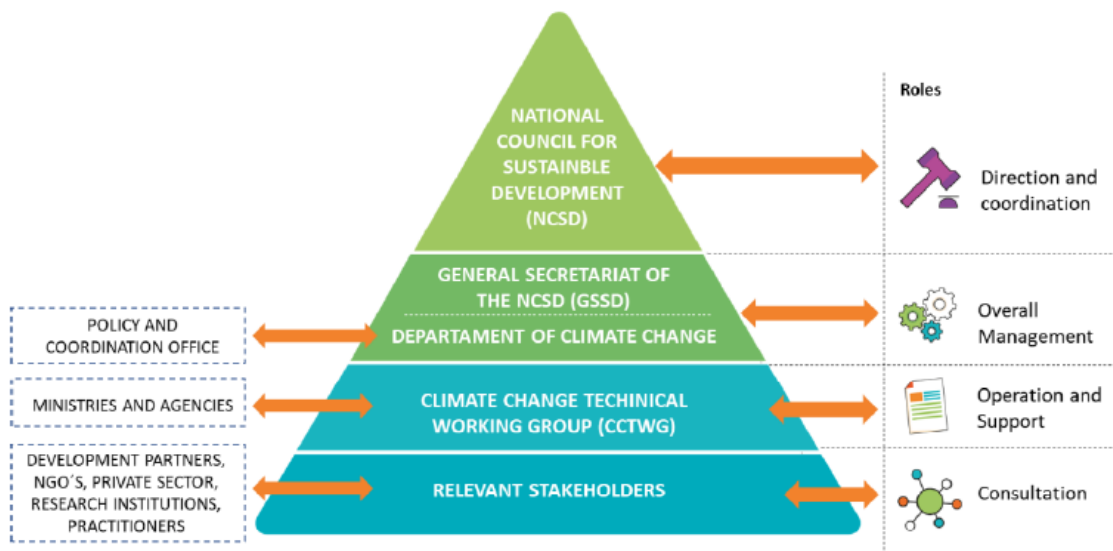 NATIONAL
COUNCIL FOR
SUSTAINBLE
DEVELOPMENT
(NCSD)
GENERAL SECRETARIAT OF
THE NCSD (GSSD)
DEPARTAMENT OF CLIMATE CHANGE
CLIMATE CHANGE TECHINICAL
WORKING GROUP (CCTWG)
RELEVANT STAKEHOLDERS
POLICY AND
COORDINATION OFFICE
MINISTRIES AND AGENCIES
DEVELOPMENT PARTNERS,
NGO´S, PRIVATE SECTOR,
RESEARCH INSTITUTIONS,
PRACTITIONERS
Roles
Direction and
coordination
Overall
Management
Operation and
Support
Consultation